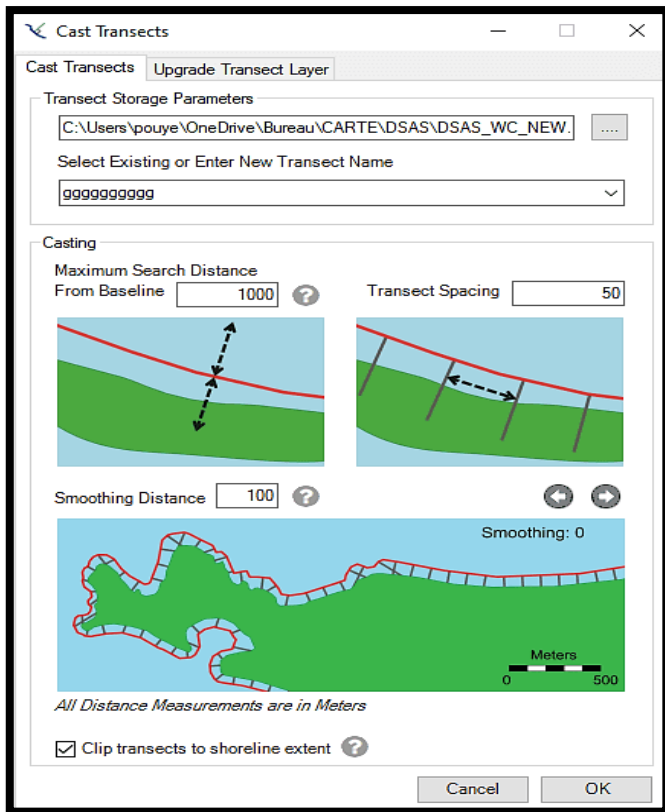 Cast Transects
Cast Transects Upgrade Transect Layer
Transect Storage Parameters
C:\Users\pouye\OneDrive\Bureau\CARTE\DSAS\DSAS_WC_NEW. ....
Select Existing or Enter New Transect Name
gggggggggg
Casting
Maximum Search Distance
From Baseline 1000 ? Transect Spacing 50
Smoothing Distance 100 ?
Smoothing: 0
Meters
0 500
All Distance Measurements are in Meters
Clip transects to shoreline extent ?
Cancel OK